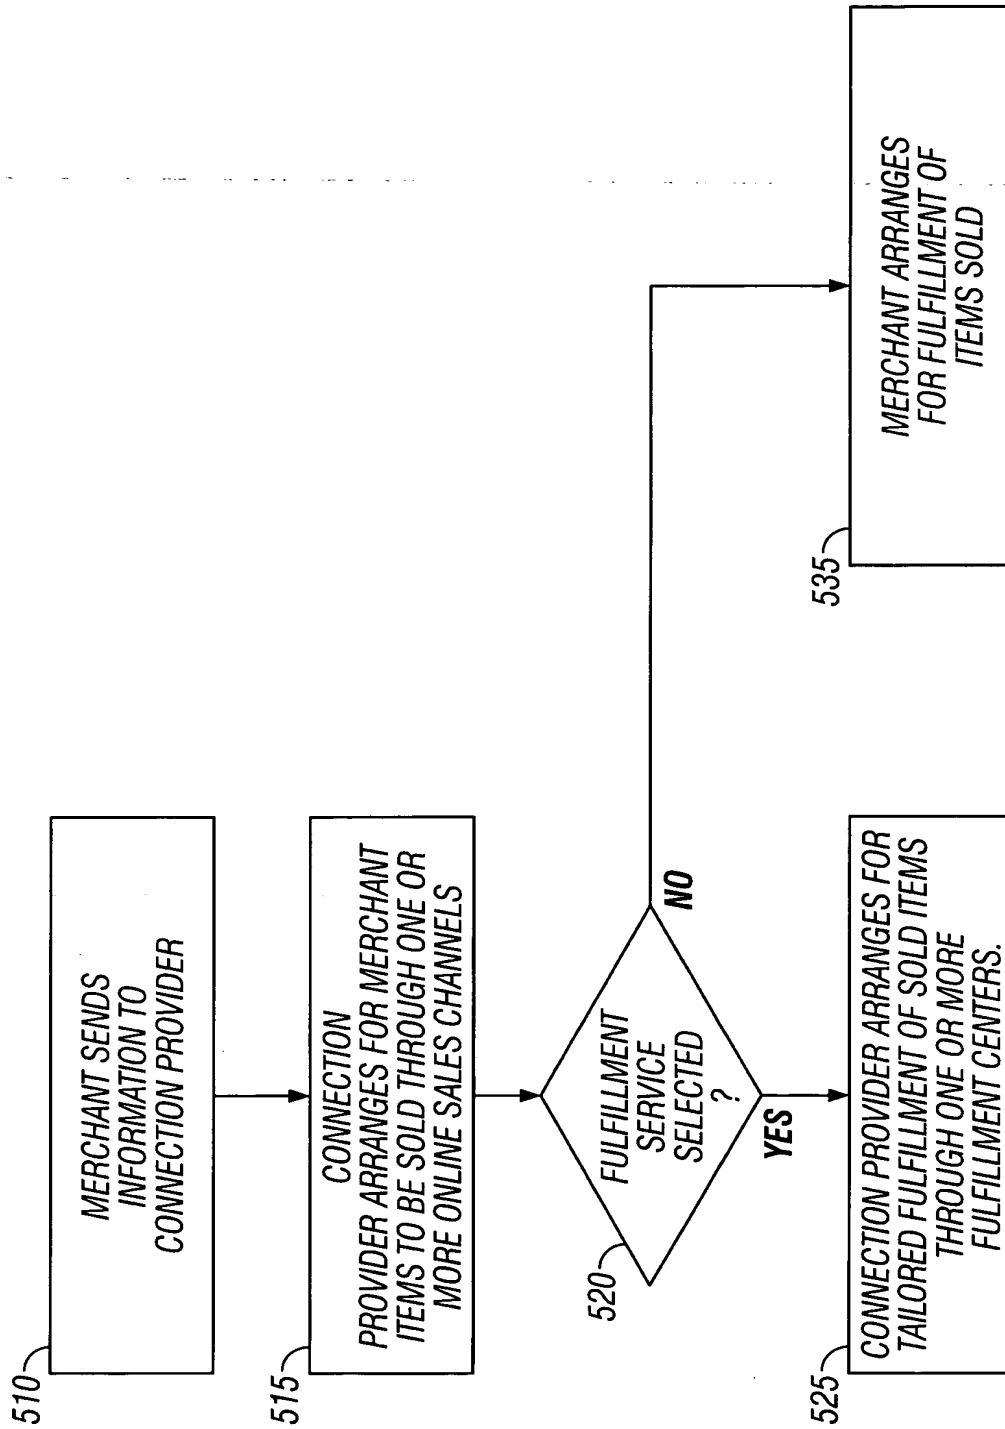 510
MERCHANT SENDS
INFORMATION TO
CONNECTION PROVIDER
515
CONNECTION
PROVIDER ARRANGES FOR MERCHANT
ITEMS TO BE SOLD THROUGH ONE OR
MORE ONLINE SALES CHANNELS
520
FULFILLMENT
SERVICE
SELECTED
?
NO
YES
525
CONNECTION PROVIDER ARRANGES FOR
TAILORED FULFILLMENT OF SOLD ITEMS
THROUGH ONE OR MORE
FULFILLMENT CENTERS.
535
MERCHANT ARRANGES
FOR FULFILLMENT OF
ITEMS SOLD